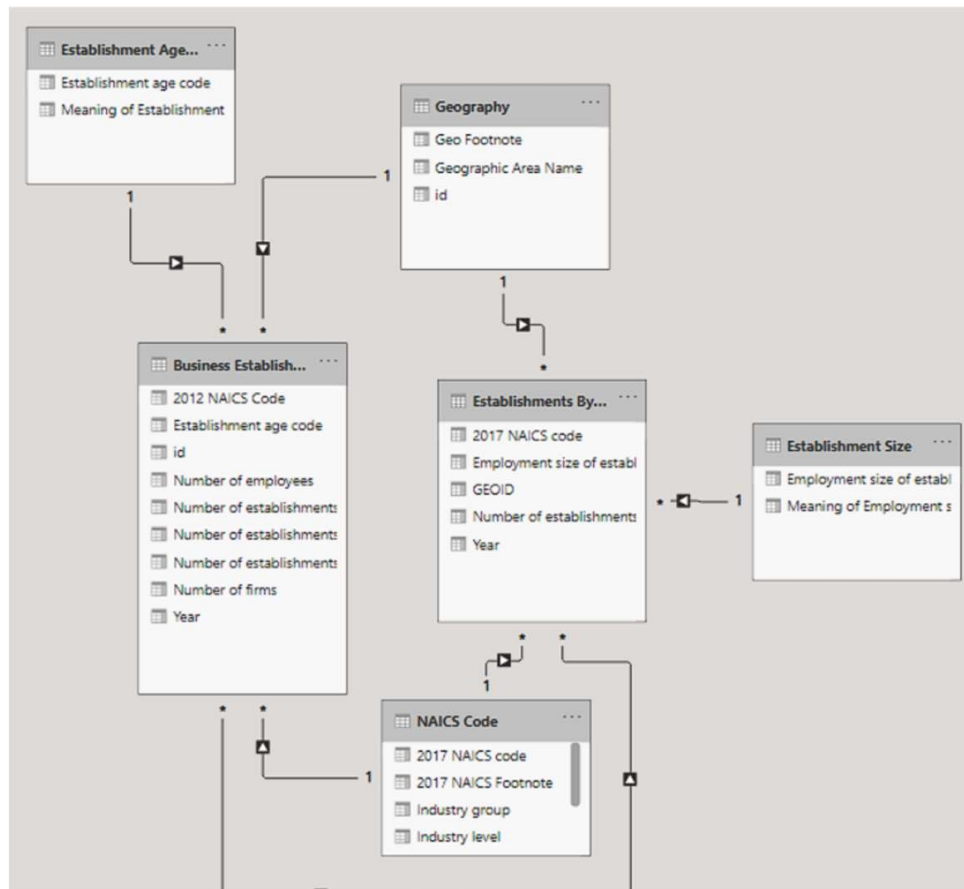 Establishment Age...
Establishment age code
Meaning of Establishment
Geography
Geo Footnote
Geographic Area Name
id
1
1
1
*
*
*
Business Establish...
2012 NAICS Code
Establishment age code
id
Number of employees
Number of establishments
Number of establishments
Number of establishments
Number of firms
Year
Establishments By...
2017 NAICS code
Employment size of establ
GEOID
Number of establishments
Year
Establishment Size
Employment size of establ
Meaning of Employment s
*
1
*
*
1
*
*
1
NAICS Code
2017 NAICS code
2017 NAICS Footnote
Industry group
Industry level